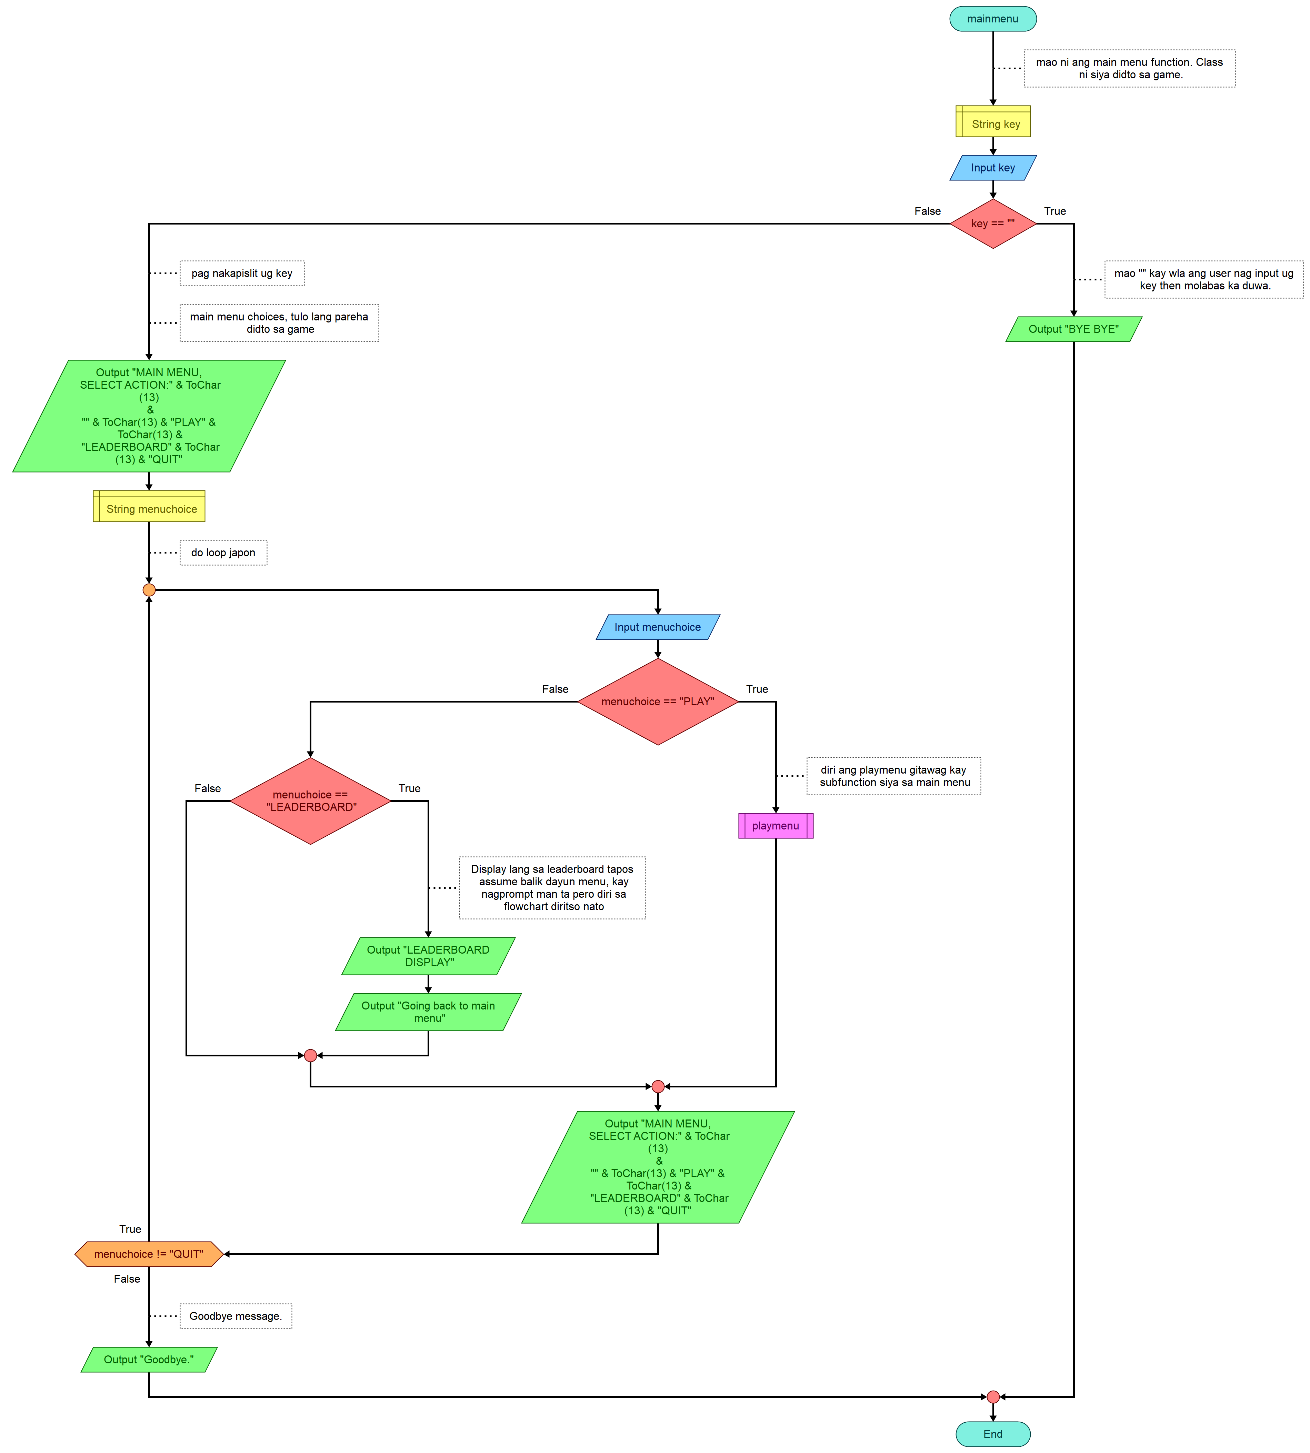 mainmenu
mao ni ang main menu function. Class
ni siya didto sa game.
String key
Input key
False
True
key == ""
pag nakapislit ug key
mao "" kay wla ang user nag input ug
key then molabas ka duwa.
main menu choices, tulo lang pareha
didto sa game
Output "BYE BYE"
Output "MAIN MENU,
SELECT ACTION:" & ToChar
(13)
&
"" & ToChar(13) & "PLAY" &
ToChar(13) &
"LEADERBOARD" & ToChar
(13) & "QUIT"
String menuchoice
do loop japon
Input menuchoice
False
True
menuchoice == "PLAY"
diri ang playmenu gitawag kay
subfunction siya sa main menu
False
True
menuchoice ==
"LEADERBOARD"
playmenu
Display lang sa leaderboard tapos
assume balik dayun menu, kay
nagprompt man ta pero diri sa
flowchart diritso nato
Output "LEADERBOARD
DISPLAY"
Output "Going back to main
menu"
Output "MAIN MENU,
SELECT ACTION:" & ToChar
(13)
&
"" & ToChar(13) & "PLAY" &
ToChar(13) &
"LEADERBOARD" & ToChar
(13) & "QUIT"
True
menuchoice != "QUIT"
False
Goodbye message.
Output "Goodbye."
End